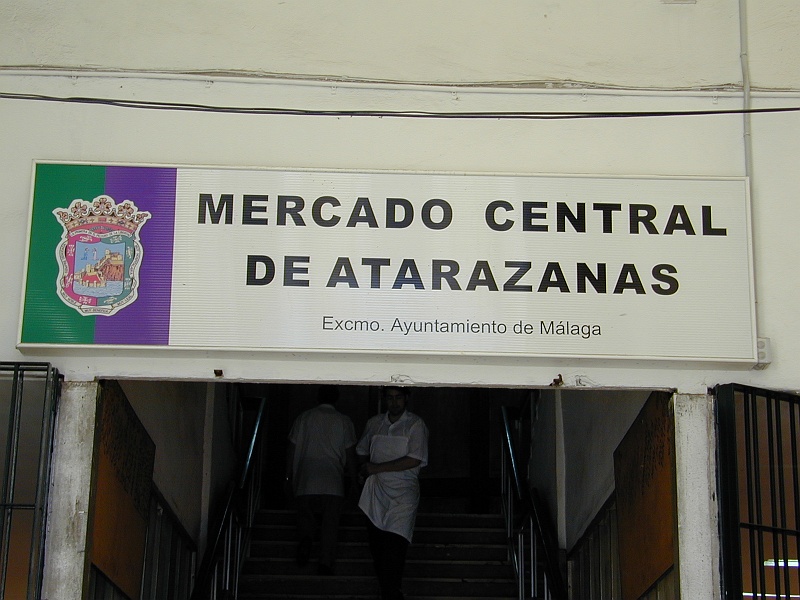 MERCADO CENTRAL
DE ATARAZANAS
Excmo. Ayuntamiento de Málaga